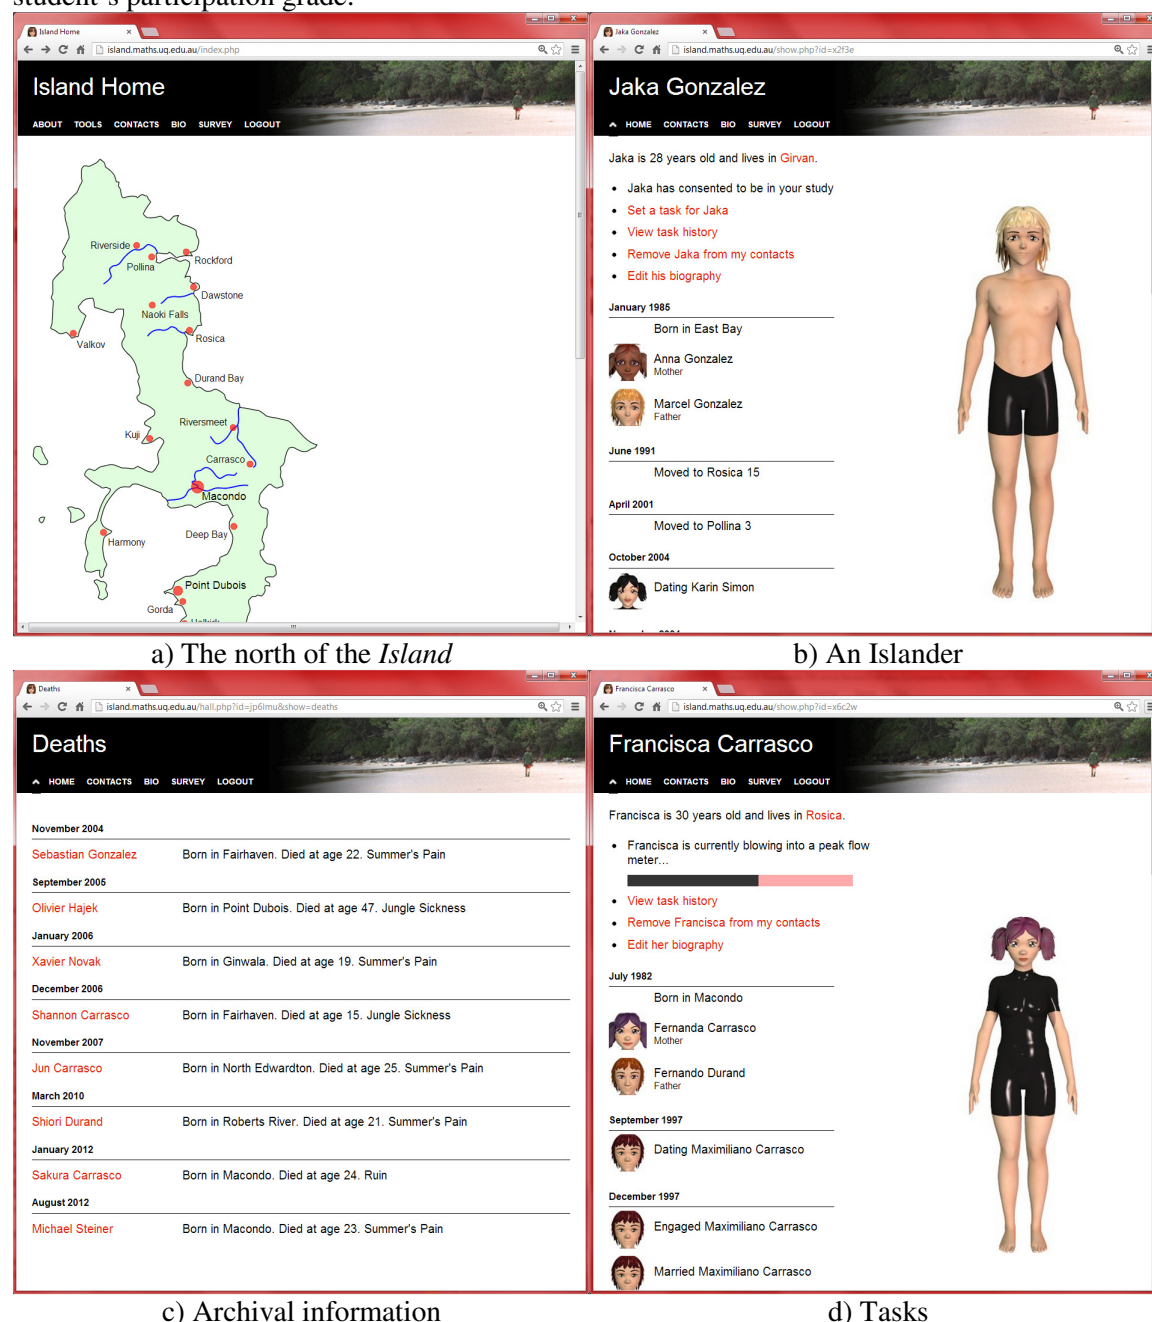 student's participation grade.
Island Home
island.maths.uq.edu.au/index.php
Island Home
ABOUT TOOLS CONTACTS BIO SURVEY LOGOUT
Riverside
Rockford
Pollina
Dawstone
Naoki Falls
Rosica
Valkov
Durand Bay
Riversmeet
Kuji
Carrasco
Macondo
Deep Bay
Harmony
Point Dubois
Gorda
Halkirk
a) The north of the Island
Jaka Gonzalez
island.maths.uq.edu.au/show.php?id=x2f3e
Jaka Gonzalez
HOME CONTACTS BIO SURVEY LOGOUT
Jaka is 28 years old and lives in Girvan.
• Jaka has consented to be in your study
• Set a task for Jaka
• View task history
• Remove Jaka from my contacts
• Edit his biography
January 1985
Born in East Bay
Anna Gonzalez
Mother
Marcel Gonzalez
Father
June 1991
Moved to Rosica 15
April 2001
Moved to Pollina 3
October 2004
Dating Karin Simon
November 2004
b) An Islander
Deaths
island.maths.uq.edu.au/hall.php?id=jp6lmu&show=deaths
Deaths
HOME CONTACTS BIO SURVEY LOGOUT
November 2004
Sebastian Gonzalez Born in Fairhaven. Died at age 22. Summer's Pain
September 2005
Olivier Hajek Born in Point Dubois. Died at age 47. Jungle Sickness
January 2006
Xavier Novak Born in Ginwala. Died at age 19. Summer's Pain
December 2006
Shannon Carrasco Born in Fairhaven. Died at age 15. Jungle Sickness
November 2007
Jun Carrasco Born in North Edwardton. Died at age 25. Summer's Pain
March 2010
Shiori Durand Born in Roberts River. Died at age 21. Summer's Pain
January 2012
Sakura Carrasco Born in Macondo. Died at age 24. Ruin
August 2012
Michael Steiner Born in Macondo. Died at age 23. Summer's Pain
c) Archival information
Francisca Carrasco
island.maths.uq.edu.au/show.php?id=x6c2w
Francisca Carrasco
HOME CONTACTS BIO SURVEY LOGOUT
Francisca is 30 years old and lives in Rosica.
• Francisca is currently blowing into a peak flow
meter...
• View task history
• Remove Francisca from my contacts
• Edit her biography
July 1982
Born in Macondo
Fernanda Carrasco
Mother
Fernando Durand
Father
September 1997
Dating Maximiliano Carrasco
December 1997
Engaged Maximiliano Carrasco
Married Maximiliano Carrasco
d) Tasks